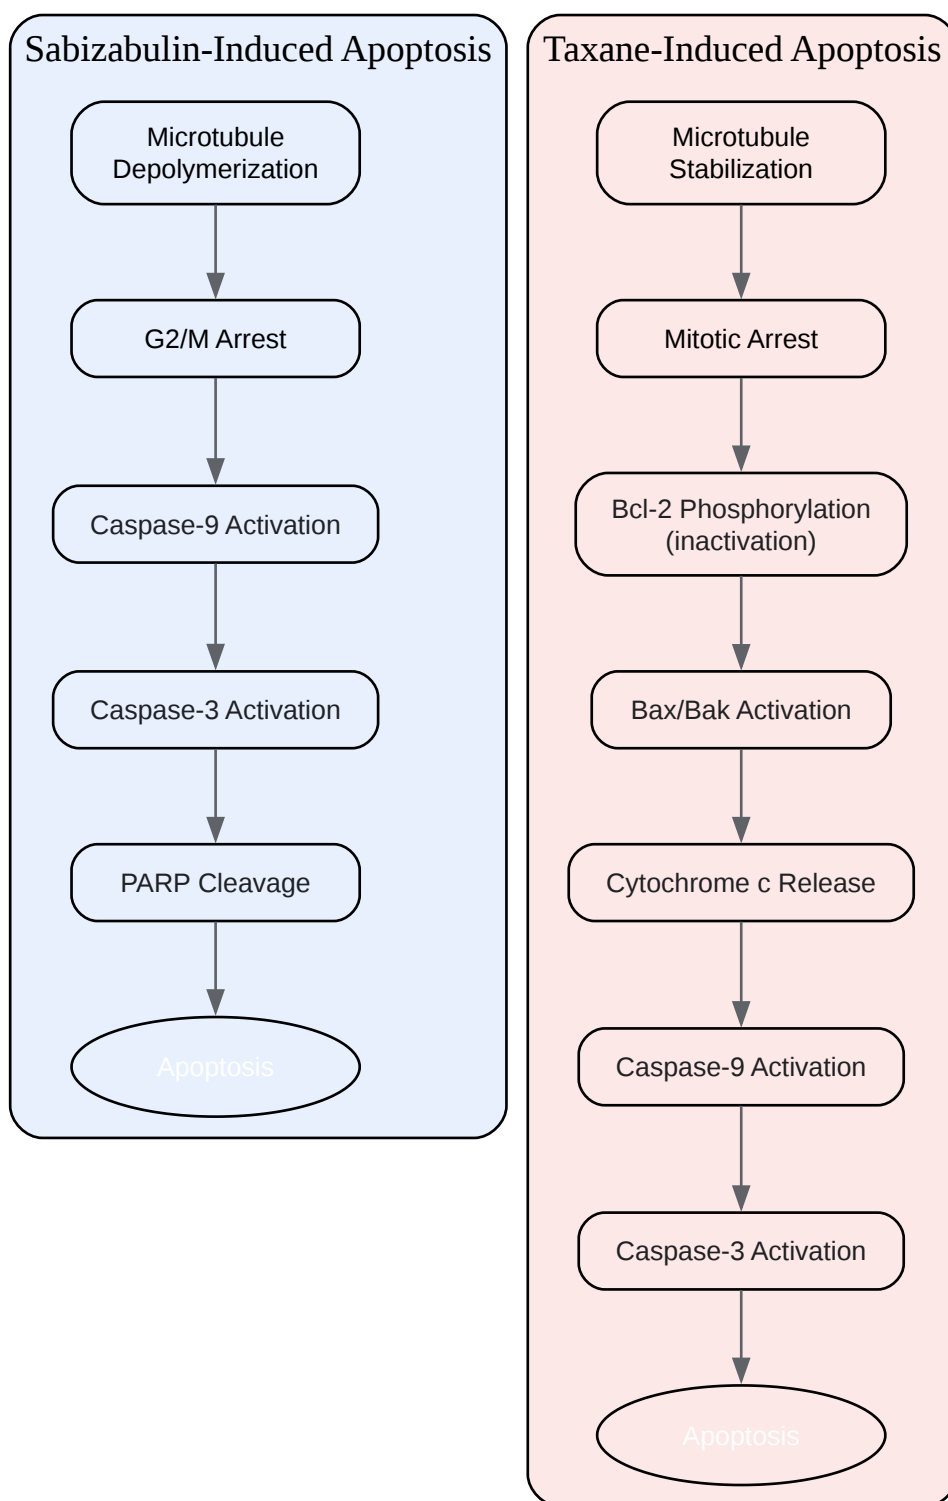 Sabizabulin-Induced Apoptosis
Microtubule
Depolymerization
G2/M Arrest
Caspase-9 Activation
Caspase-3 Activation
PARP Cleavage
Apoptosis
Taxane-Induced Apoptosis
Microtubule
Stabilization
Mitotic Arrest
Bcl-2 Phosphorylation
(inactivation)
Bax/Bak Activation
Cytochrome c Release
Caspase-9 Activation
Caspase-3 Activation
Apoptosis